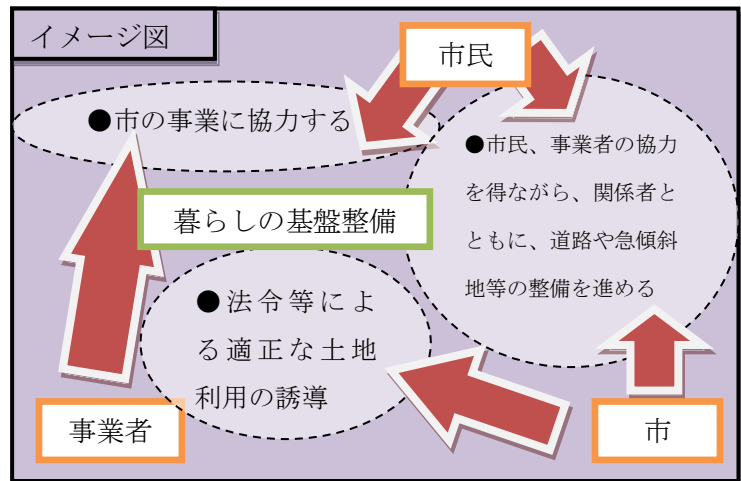 イメージ図
市民
●市の事業に協力する
●市民、事業者の協力
を得ながら、関係者と
ともに、道路や急傾斜
地等の整備を進める
暮らしの基盤整備
●法令等によ
る適正な土地
利用の誘導
事業者
市